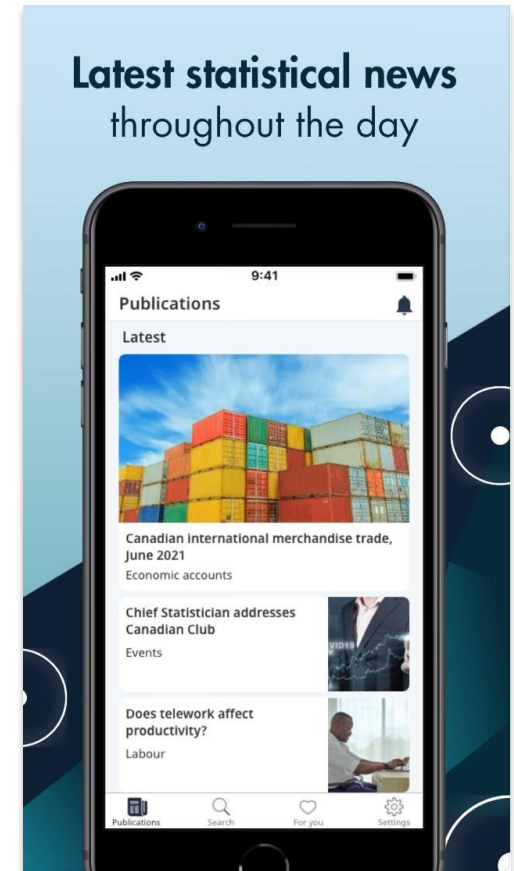 Latest statistical news
throughout the day
9:41
Publications
Latest
Canadian international merchandise trade,
June 2021
Economic accounts
Chief Statistician addresses
Canadian Club
Events
VID19
Does telework affect
productivity?
Labour
Publications
Search
For you
Settings